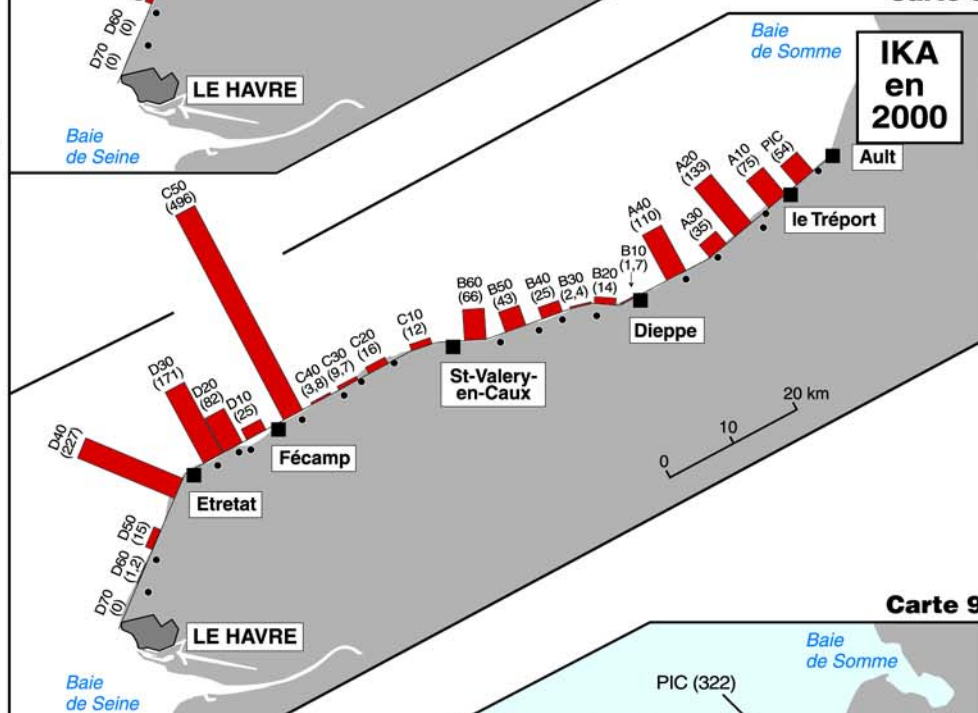 D60
(0)
D70
(0)
LE HAVRE
Baie
de Seine
Baie
de Somme
IKA
en
2000
Ault
PIC
(54)
le Tréport
A10
(75)
A20
(133)
A30
(35)
A40
(110)
B10
(1,7)
Dieppe
B20
(14)
B30
(2,4)
B40
(25)
B50
(43)
B60
(66)
St-Valery-
en-Caux
C10
(12)
C20
(16)
C30
(9,7)
C40
(3,8)
C50
(496)
Fécamp
D10
(25)
D20
(82)
D30
(171)
Etretat
D40
(227)
D50
(15)
D60
(1,2)
D70
(0)
LE HAVRE
Baie
de Seine
0
10
20 km
Carte 9
Baie
de Somme
PIC (322)